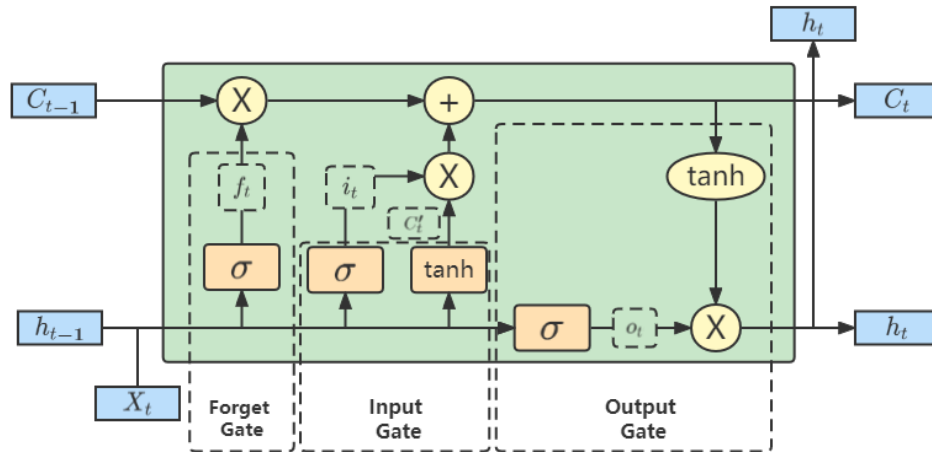 h_t
C_{t-1}
X
+
C_t
f_t
i_t
X
tanh
C'_t
σ
σ
tanh
h_{t-1}
σ
o_t
X
h_t
X_t
Forget
Gate
Input
Gate
Output
Gate